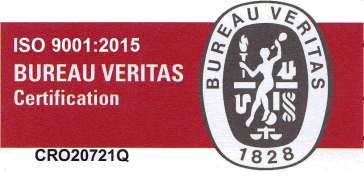 ISO 9001:2015
BUREAU VERITAS
Certification
BUREAU VERITAS
1828
CRO20721Q